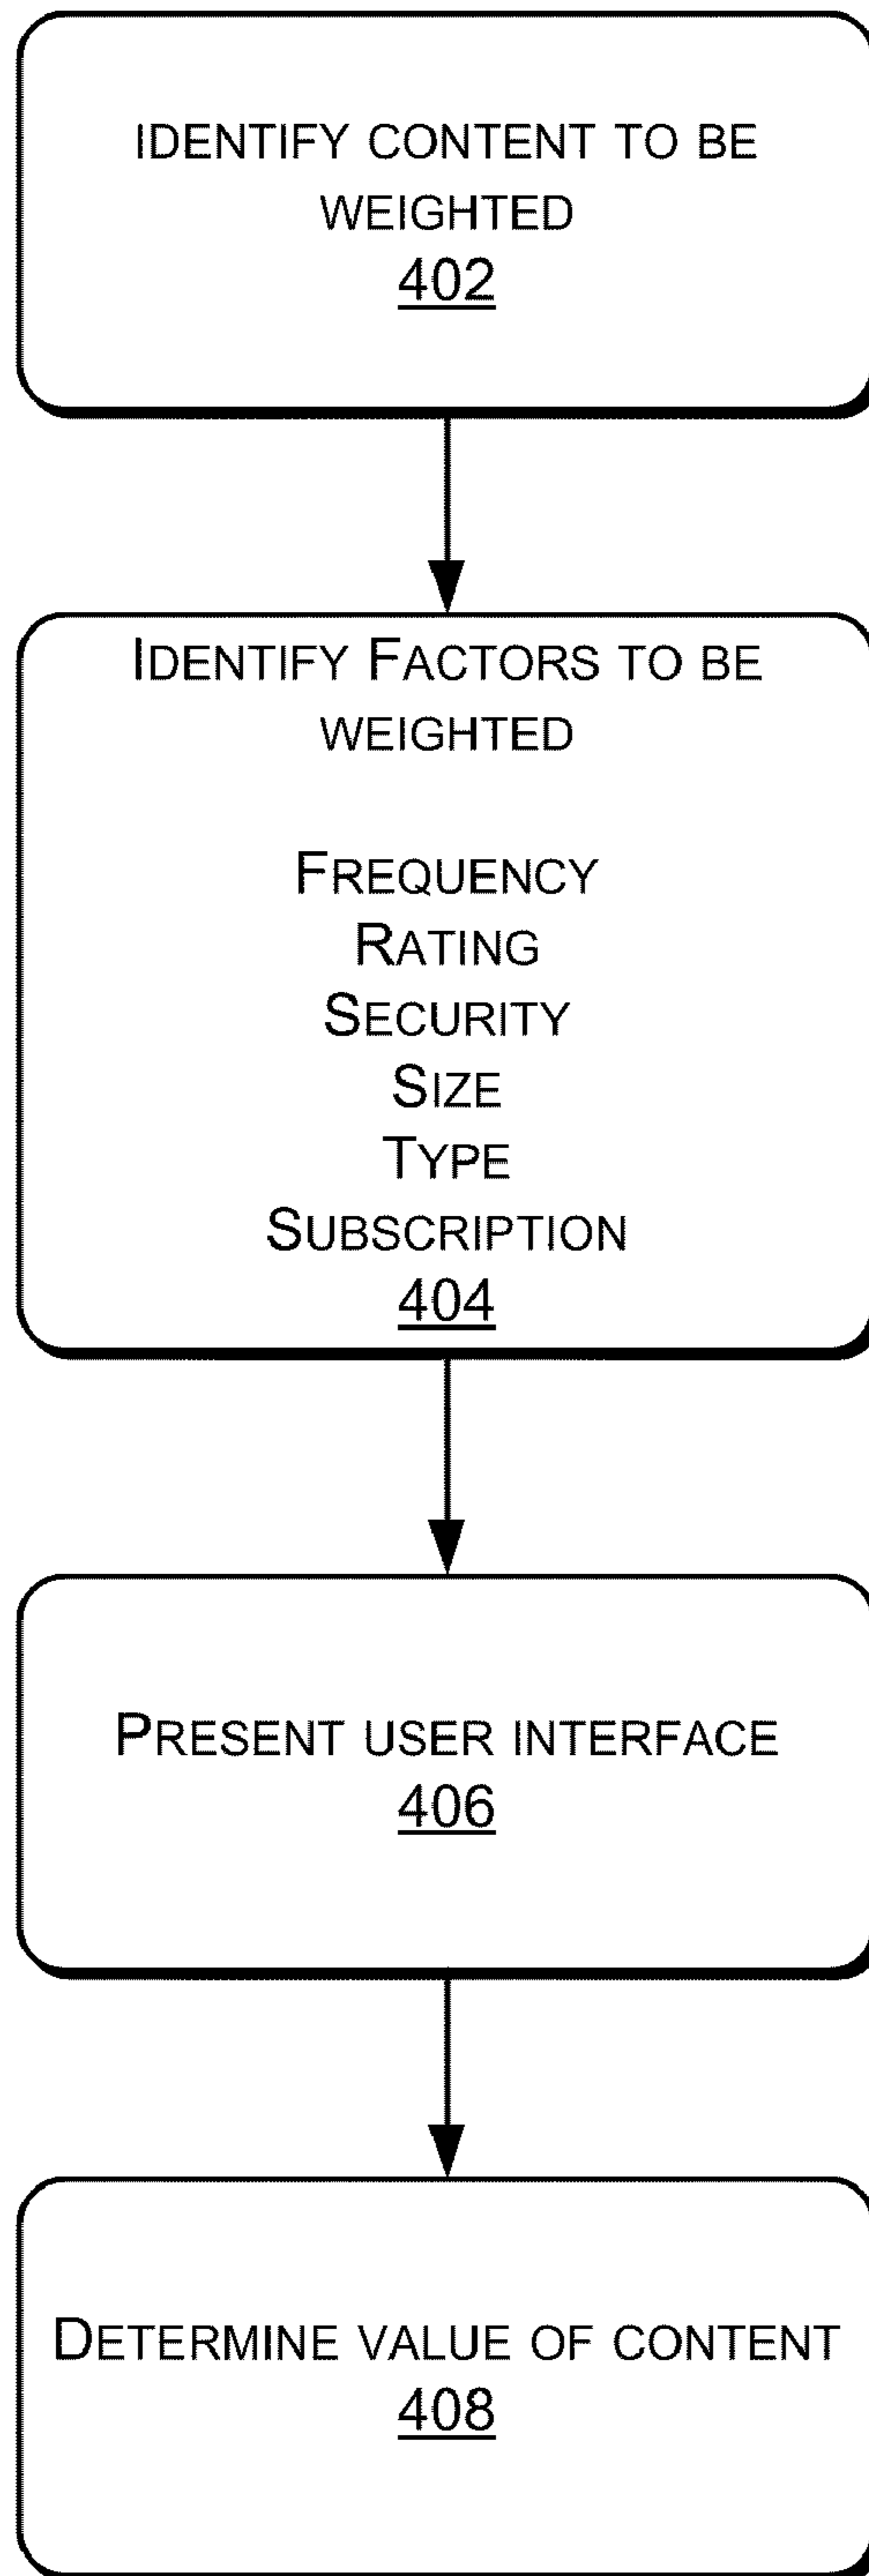 IDENTIFY CONTENT TO BE
WEIGHTED
402
IDENTIFY FACTORS TO BE
WEIGHTED
FREQUENCY
RATING
SECURITY
SIZE
TYPE
SUBSCRIPTION
404
PRESENT USER INTERFACE
406
DETERMINE VALUE OF CONTENT
408